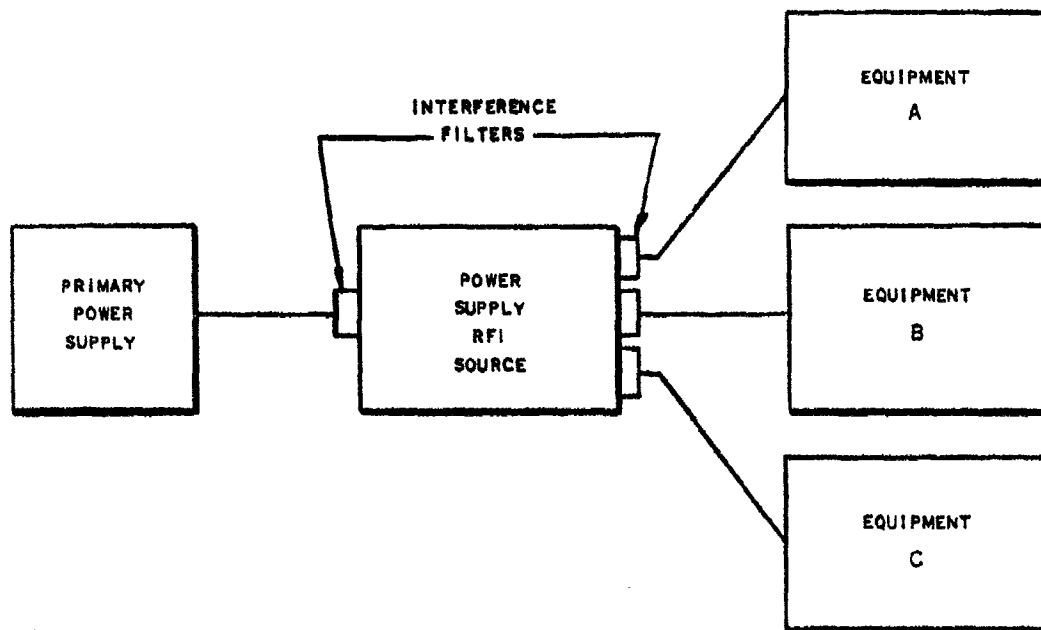 INTERFERENCE
FILTERS
PRIMARY
POWER
SUPPLY
POWER
SUPPLY
RFI
SOURCE
EQUIPMENT
A
EQUIPMENT
B
EQUIPMENT
C